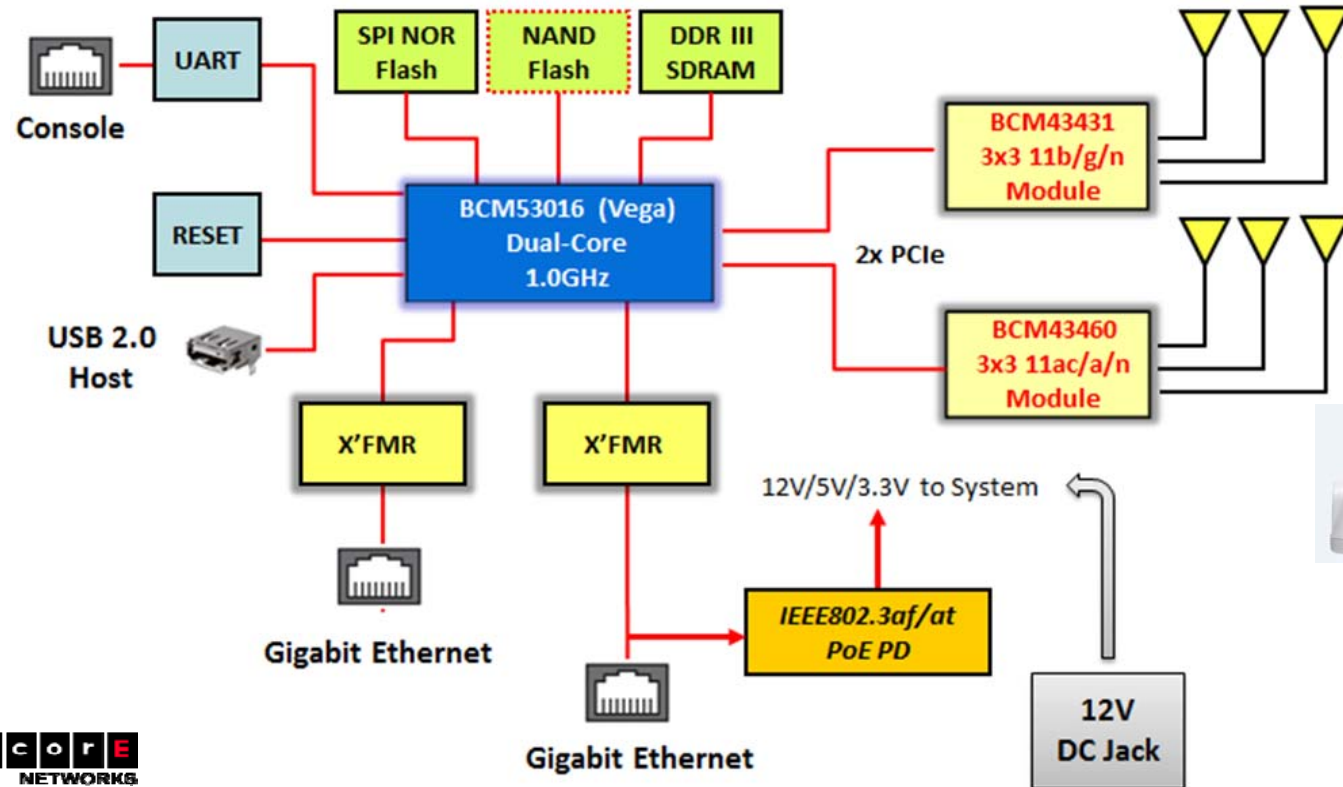 UART
SPI NOR
Flash
NAND
Flash
DDR III
SDRAM
Console
BCM43431
3x3 11b/g/n
Module
RESET
BCM53016 (Vega)
Dual-Core
1.0GHz
2x PCIe
USB 2.0
Host
BCM43460
3x3 11ac/a/n
Module
X'FMR
X'FMR
12V/5V/3.3V to System
IEEE802.3af/at
PoE PD
Gigabit Ethernet
Gigabit Ethernet
12V
DC Jack
corE
NETWORKS